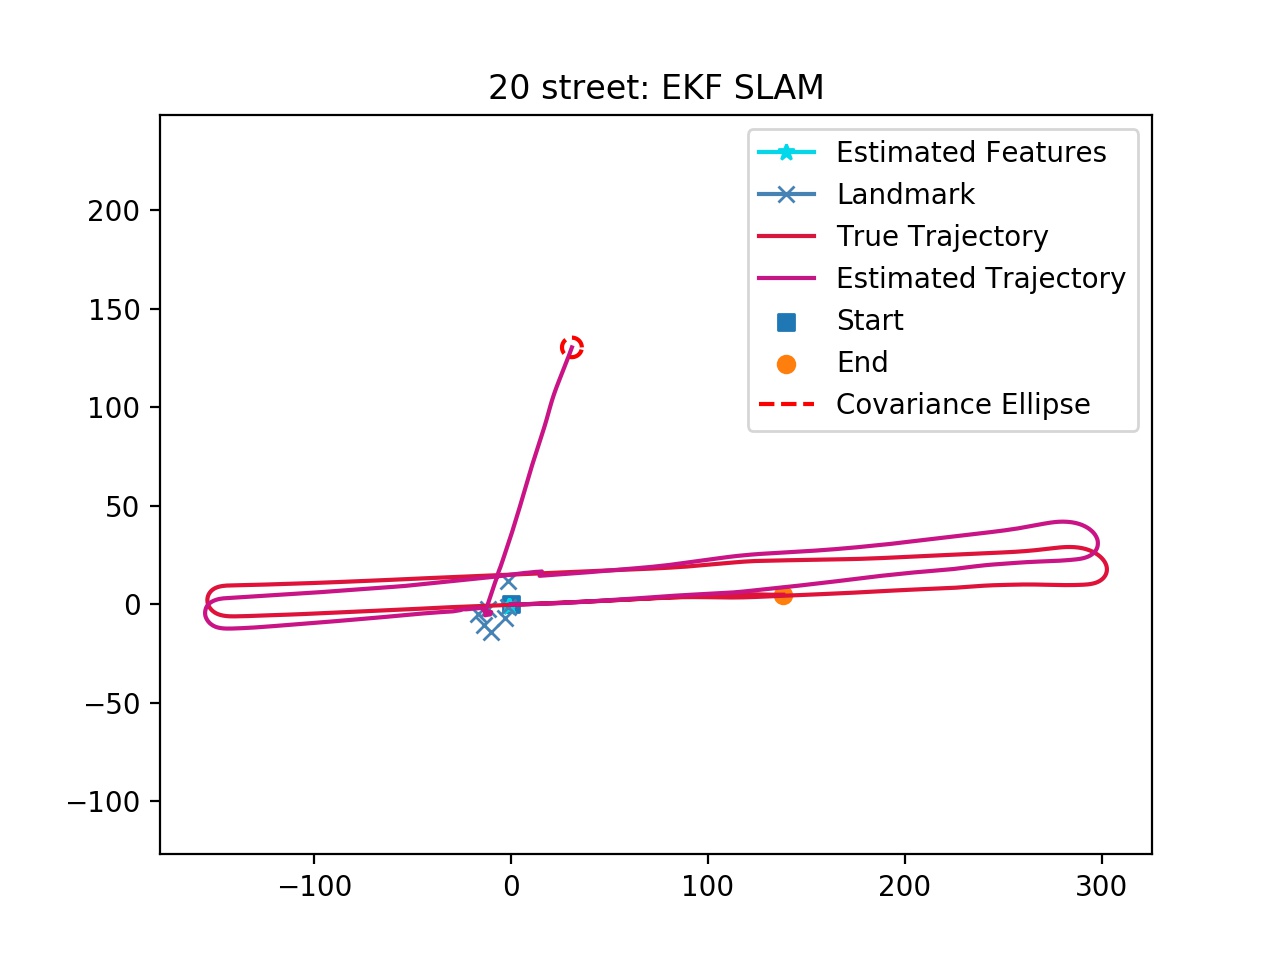 20 street: EKF SLAM
Estimated Features
Landmark
True Trajectory
Estimated Trajectory
Start
End
Covariance Ellipse
200
150
100
50
0
−50
−100
−100 0 100 200 300